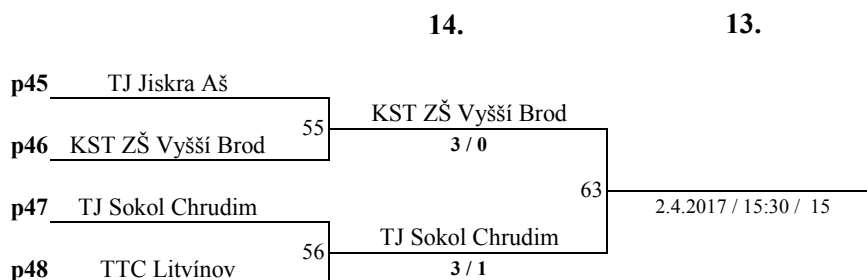 14. 13.
p45 TJ Jiskra Aš
55 KST ZŠ Vyšší Brod
p46 KST ZŠ Vyšší Brod 3 / 0
63
p47 TJ Sokol Chrudim 2.4.2017 / 15:30 / 15
56 TJ Sokol Chrudim
p48 TTC Litvínov 3 / 1